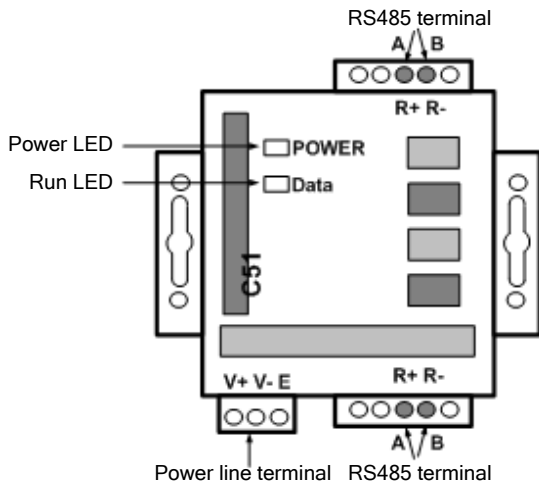 RS485 terminal
A B
R+ R-
Power LED
POWER
Run LED
Data
C51
V+ V- E
R+ R-
A B
Power line terminal
RS485 terminal